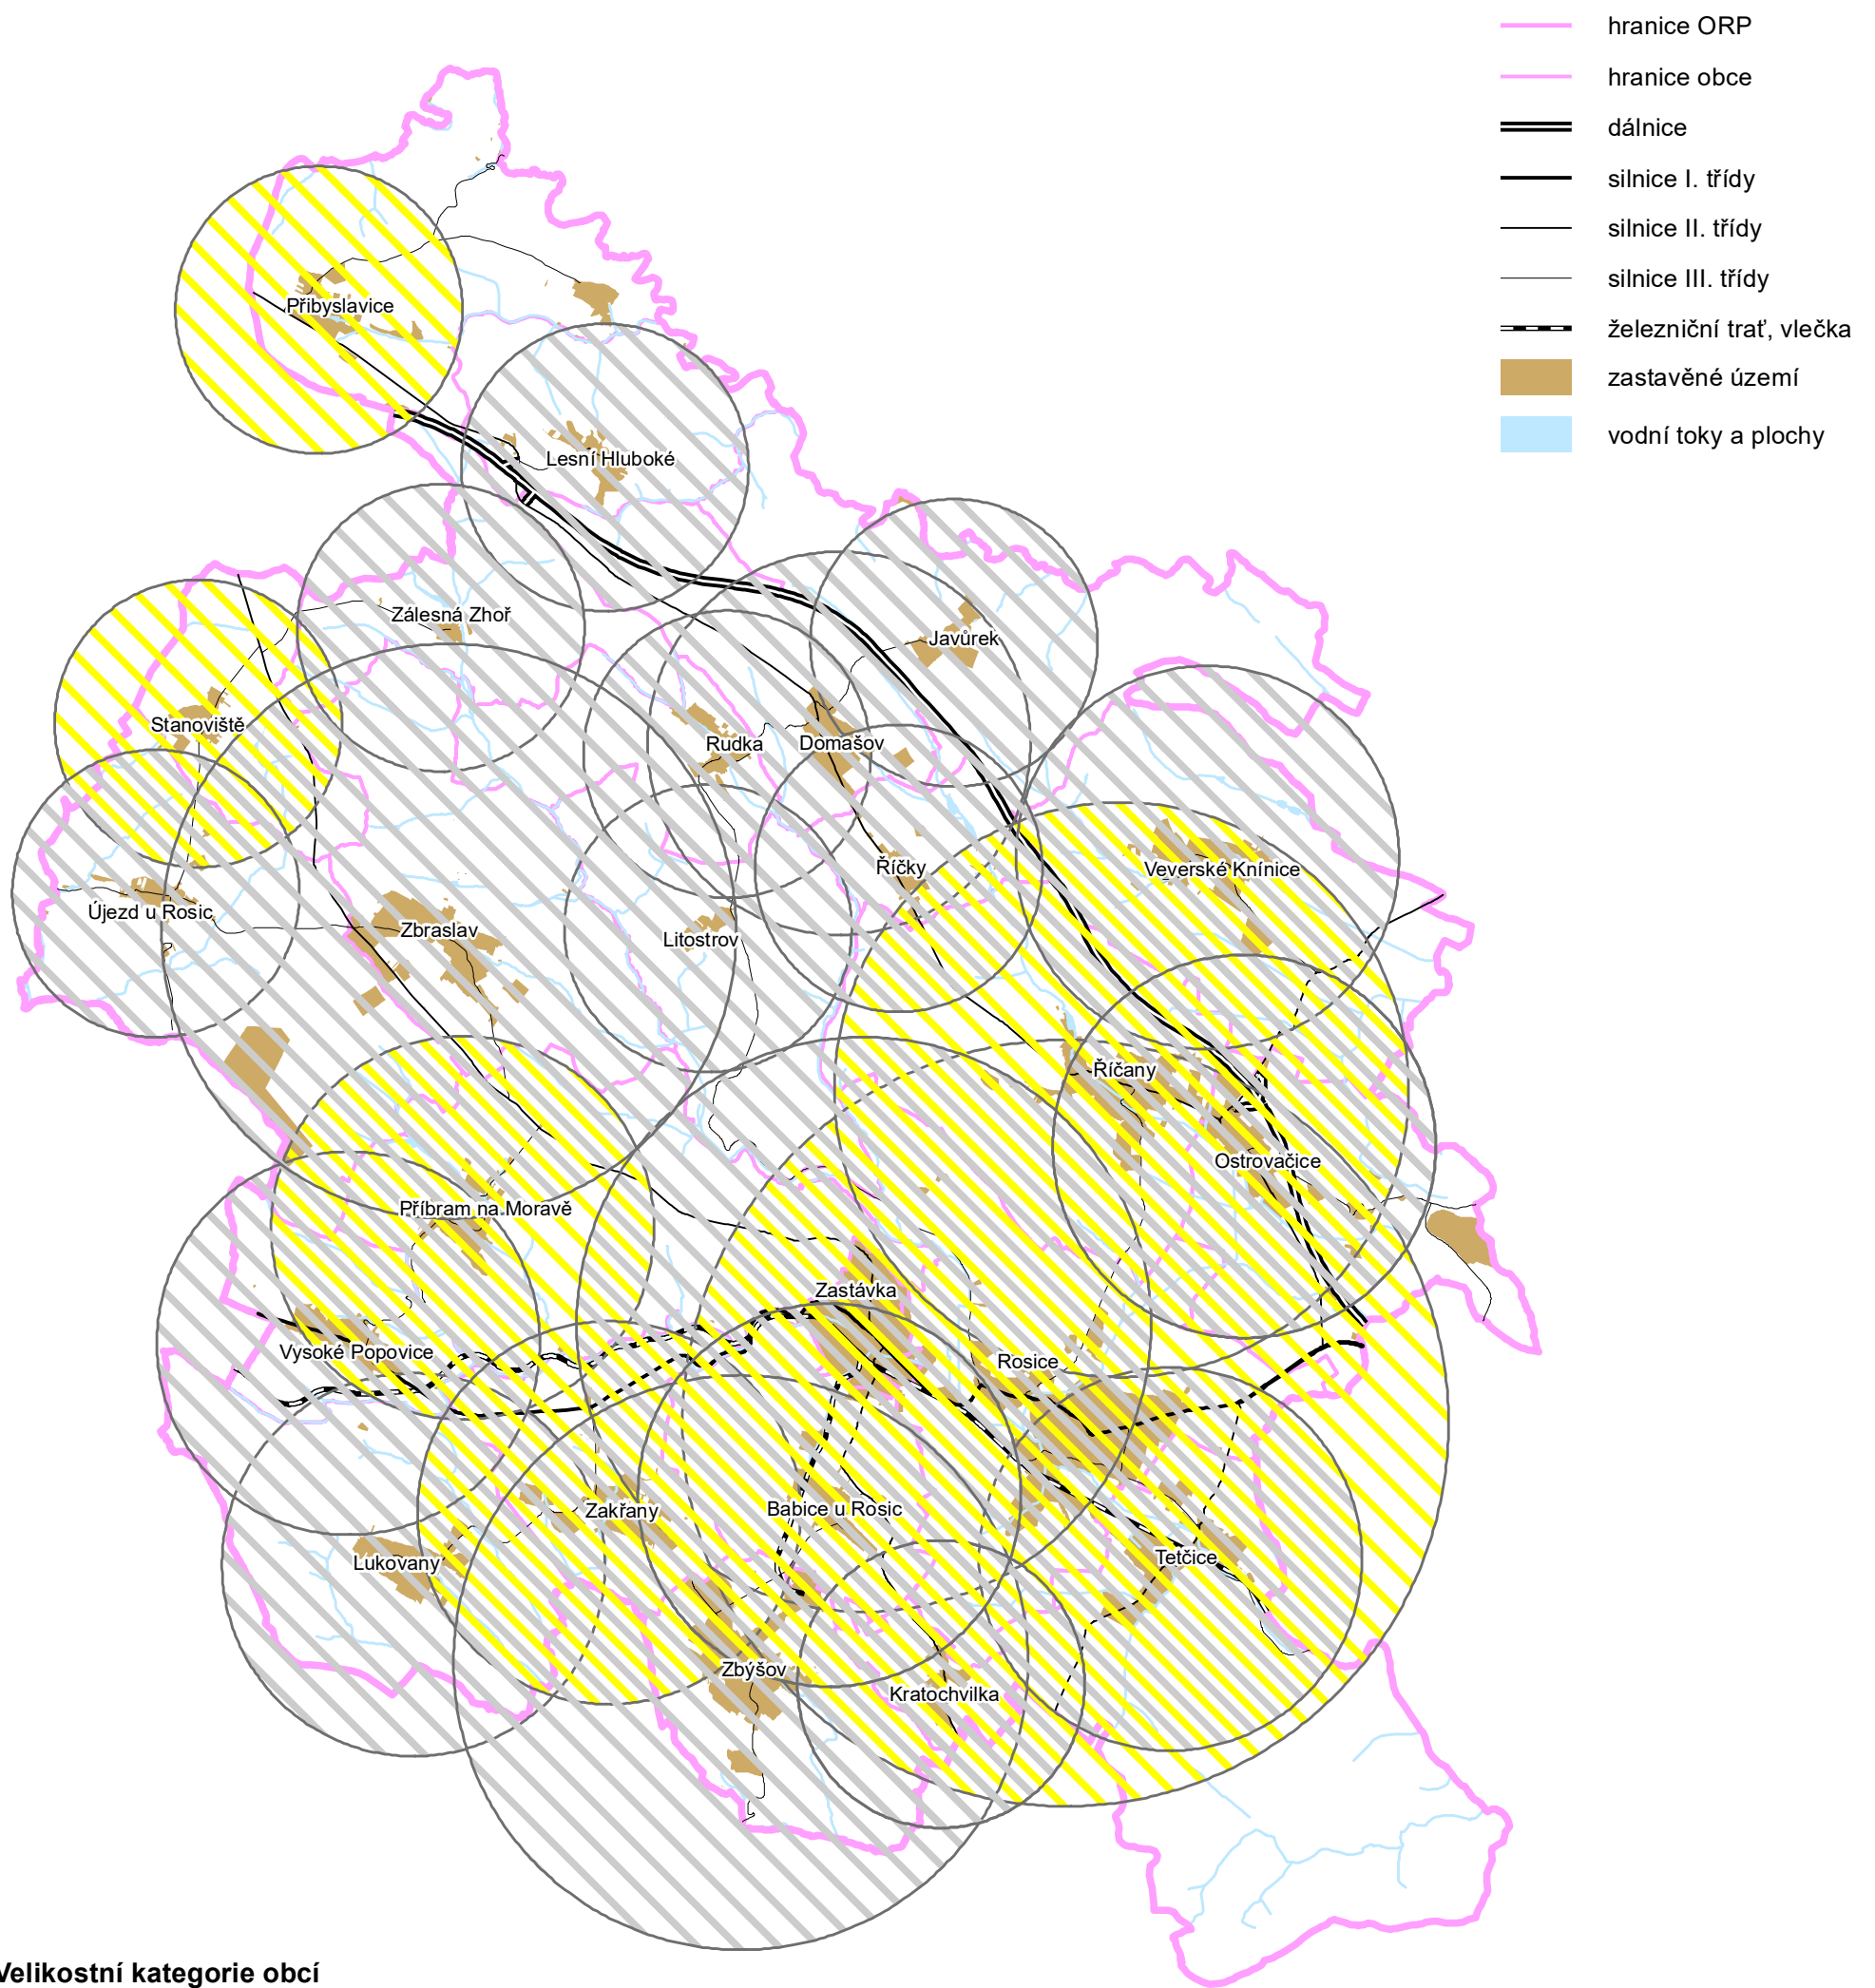 hranice ORP
hranice obce
dálnice
silnice I. třídy
silnice II. třídy
silnice III. třídy
železniční trať, vlečka
zastavěné území
vodní toky a plochy
Přibyslavice
Lesní Hluboké
Zálesná Zhoř
Javůrek
Stanoviště
Rudka
Domašov
Říčky
Veverské Knínice
Újezd u Rosic
Zbraslav
Litostrov
Říčany
Ostrovačice
Příbram na Moravě
Zastávka
Vysoké Popovice
Rosice
Zakřany
Babice u Rosic
Lukovany
Tetčice
Zbýšov
Kratochvilka
Velikostní kategorie obcí